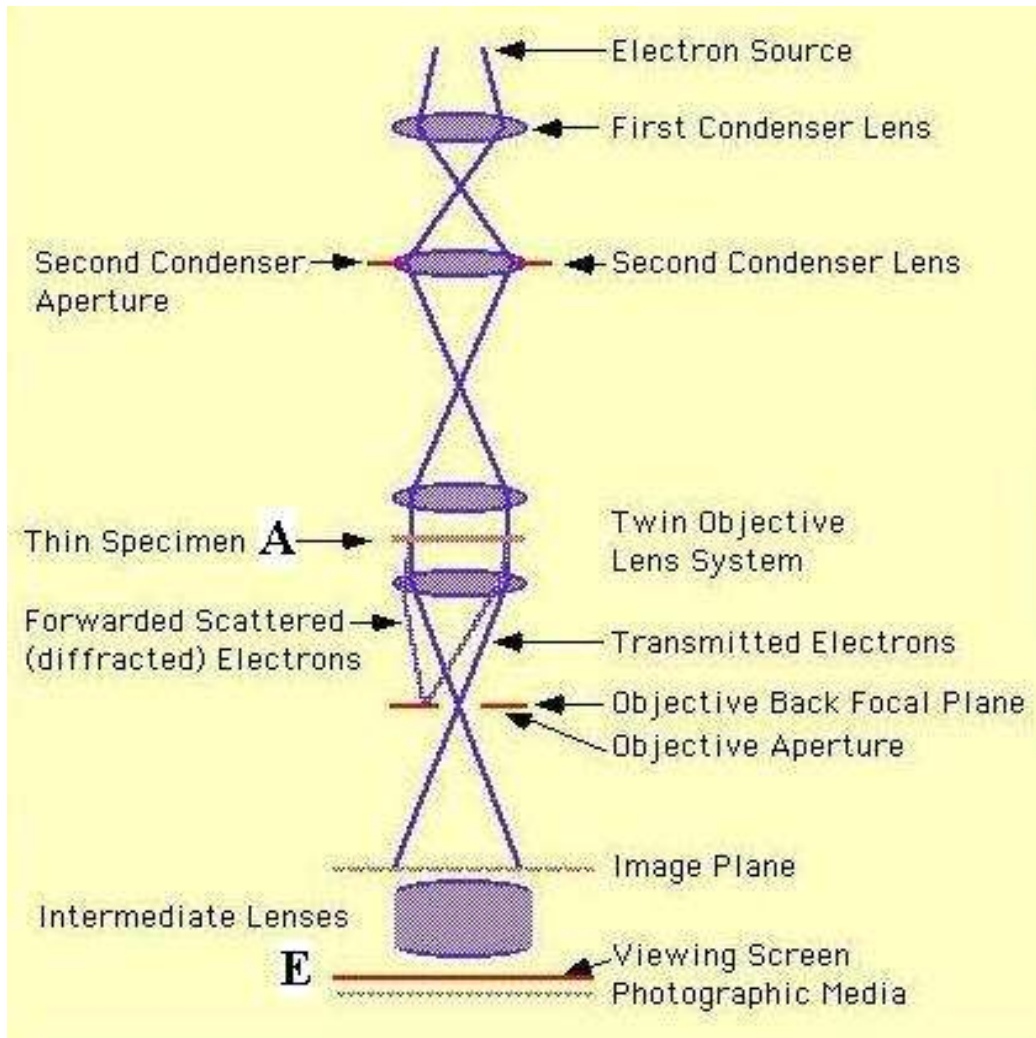 Electron Source
First Condenser Lens
Second Condenser
Aperture
Second Condenser Lens
Thin Specimen A
Twin Objective
Lens System
Forwarded Scattered
(diffracted) Electrons
Transmitted Electrons
Objective Back Focal Plane
Objective Aperture
Image Plane
Intermediate Lenses
E
Viewing Screen
Photographic Media